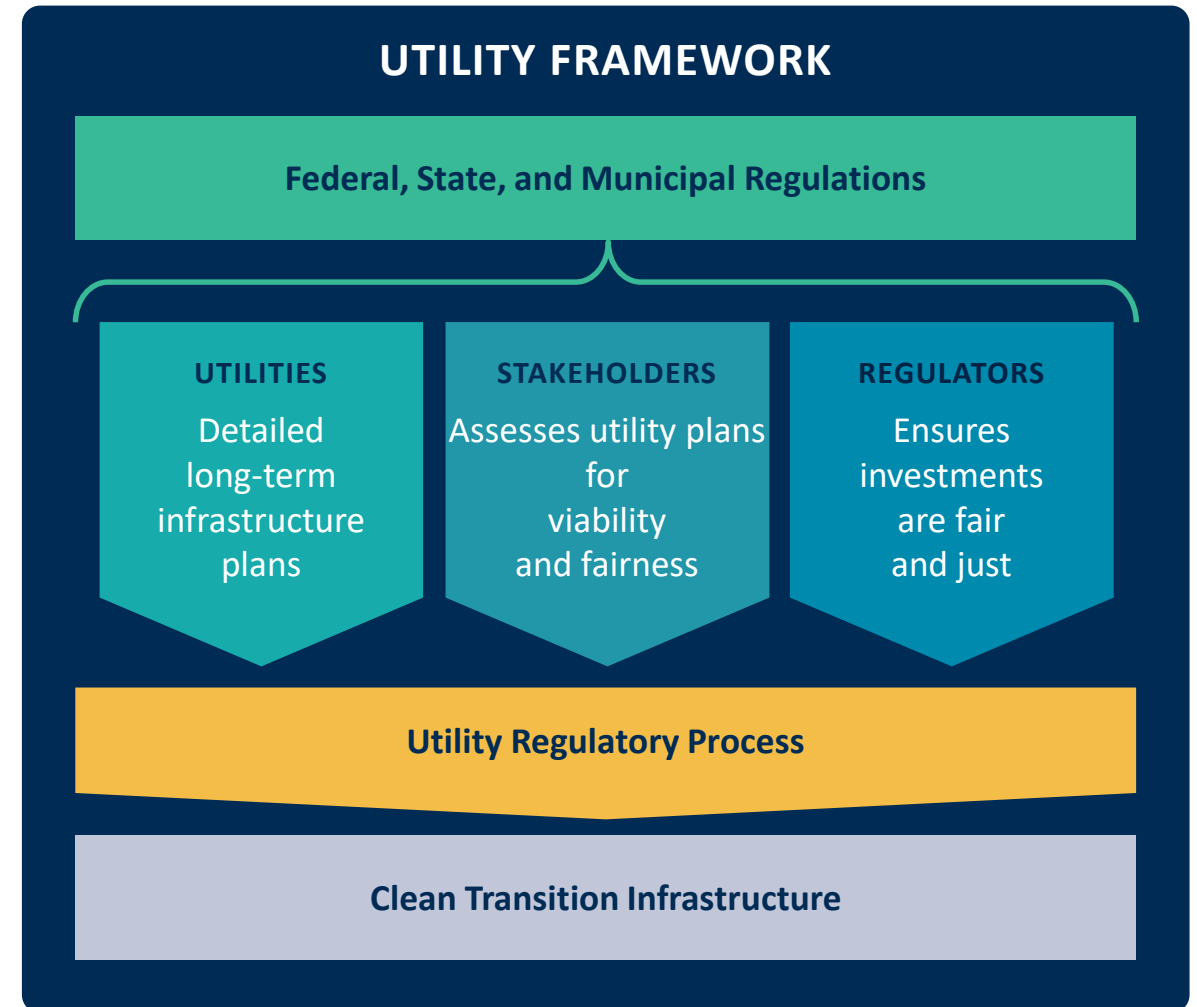 UTILITY FRAMEWORK
Federal, State, and Municipal Regulations
UTILITIES
Detailed
long-term
infrastructure
plans
STAKEHOLDERS
Assesses utility plans
for
viability
and fairness
REGULATORS
Ensures
investments
are fair
and just
Utility Regulatory Process
Clean Transition Infrastructure